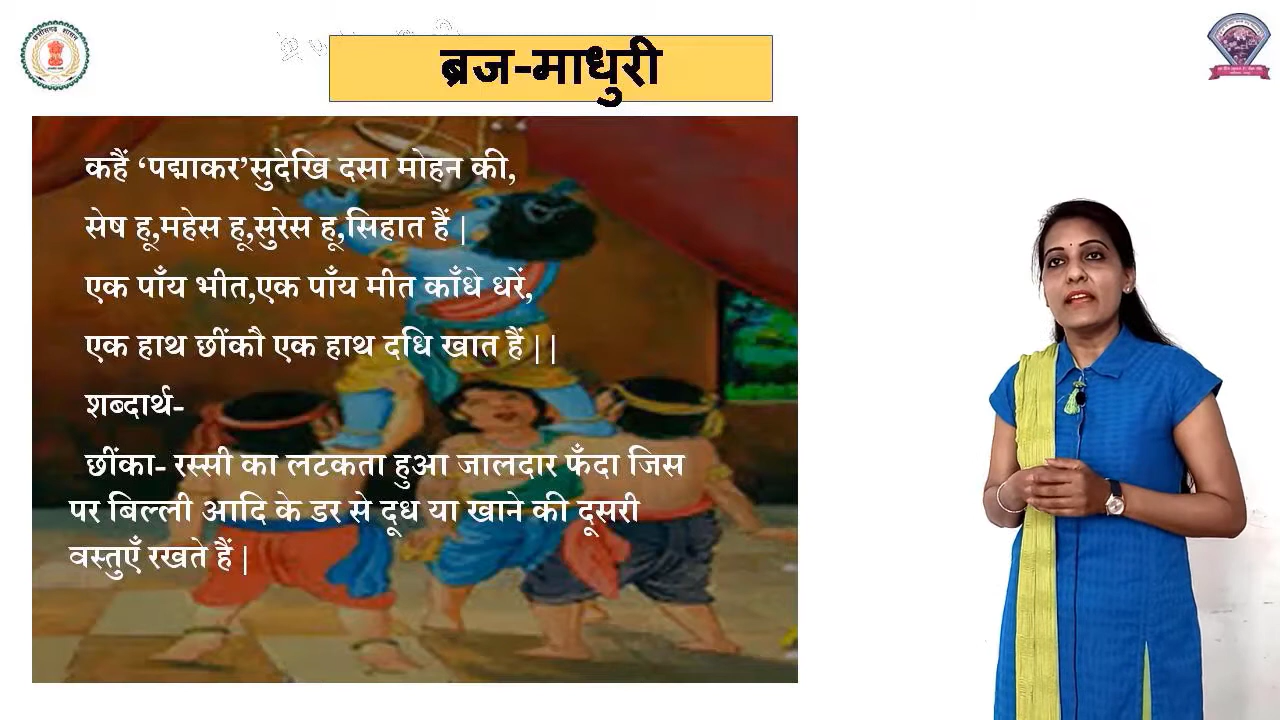 ब्रज-माधुरी
कहैं ‘पद्माकर’सुदेखि दसा मोहन की,
सेष हू,महेस हू,सुरेस हू,सिहात हैं |
एक पाँय भीत,एक पाँय मीत काँधे धरें,
एक हाथ छींकौ एक हाथ दधि खात हैं ||
शब्दार्थ-
छींका- रस्सी का लटकता हुआ जालदार फँदा जिस
पर बिल्ली आदि के डर से दूध या खाने की दूसरी
वस्तुएँ रखते हैं |